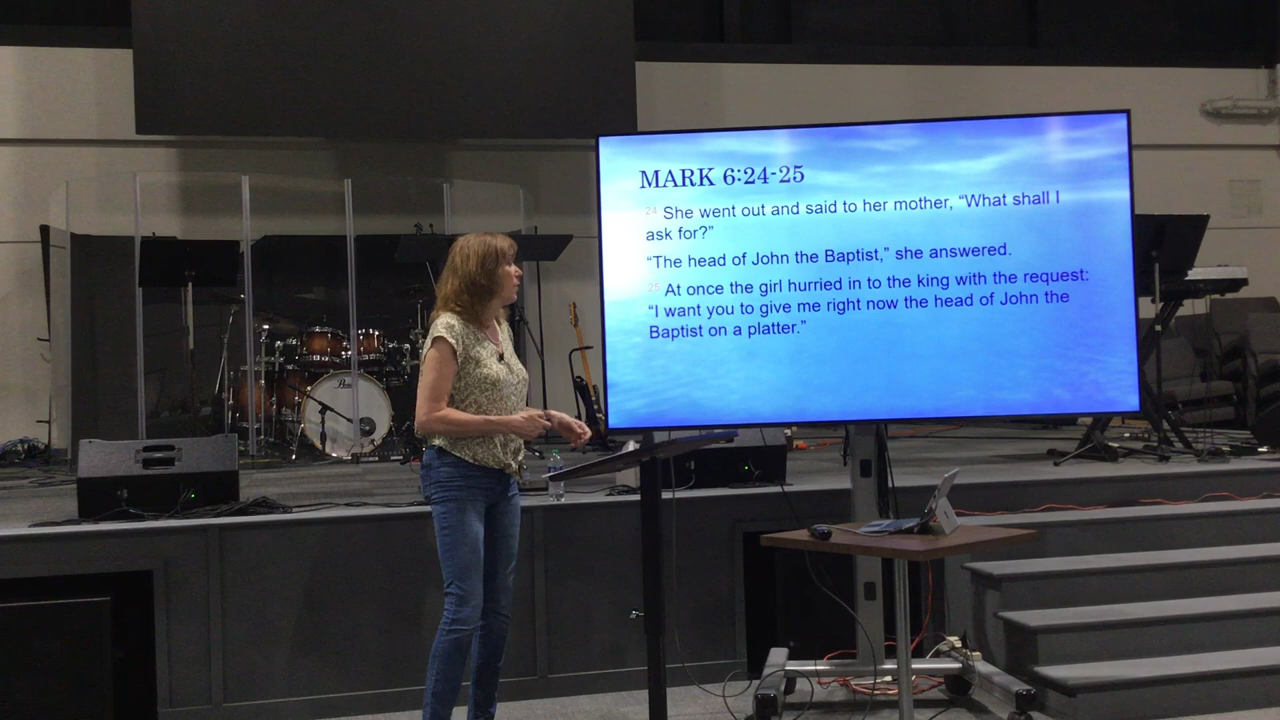 MARK 6:24-25
24 She went out and said to her mother, “What shall I
ask for?”
“The head of John the Baptist,” she answered.
25 At once the girl hurried in to the king with the request:
“I want you to give me right now the head of John the
Baptist on a platter.”
Pearl